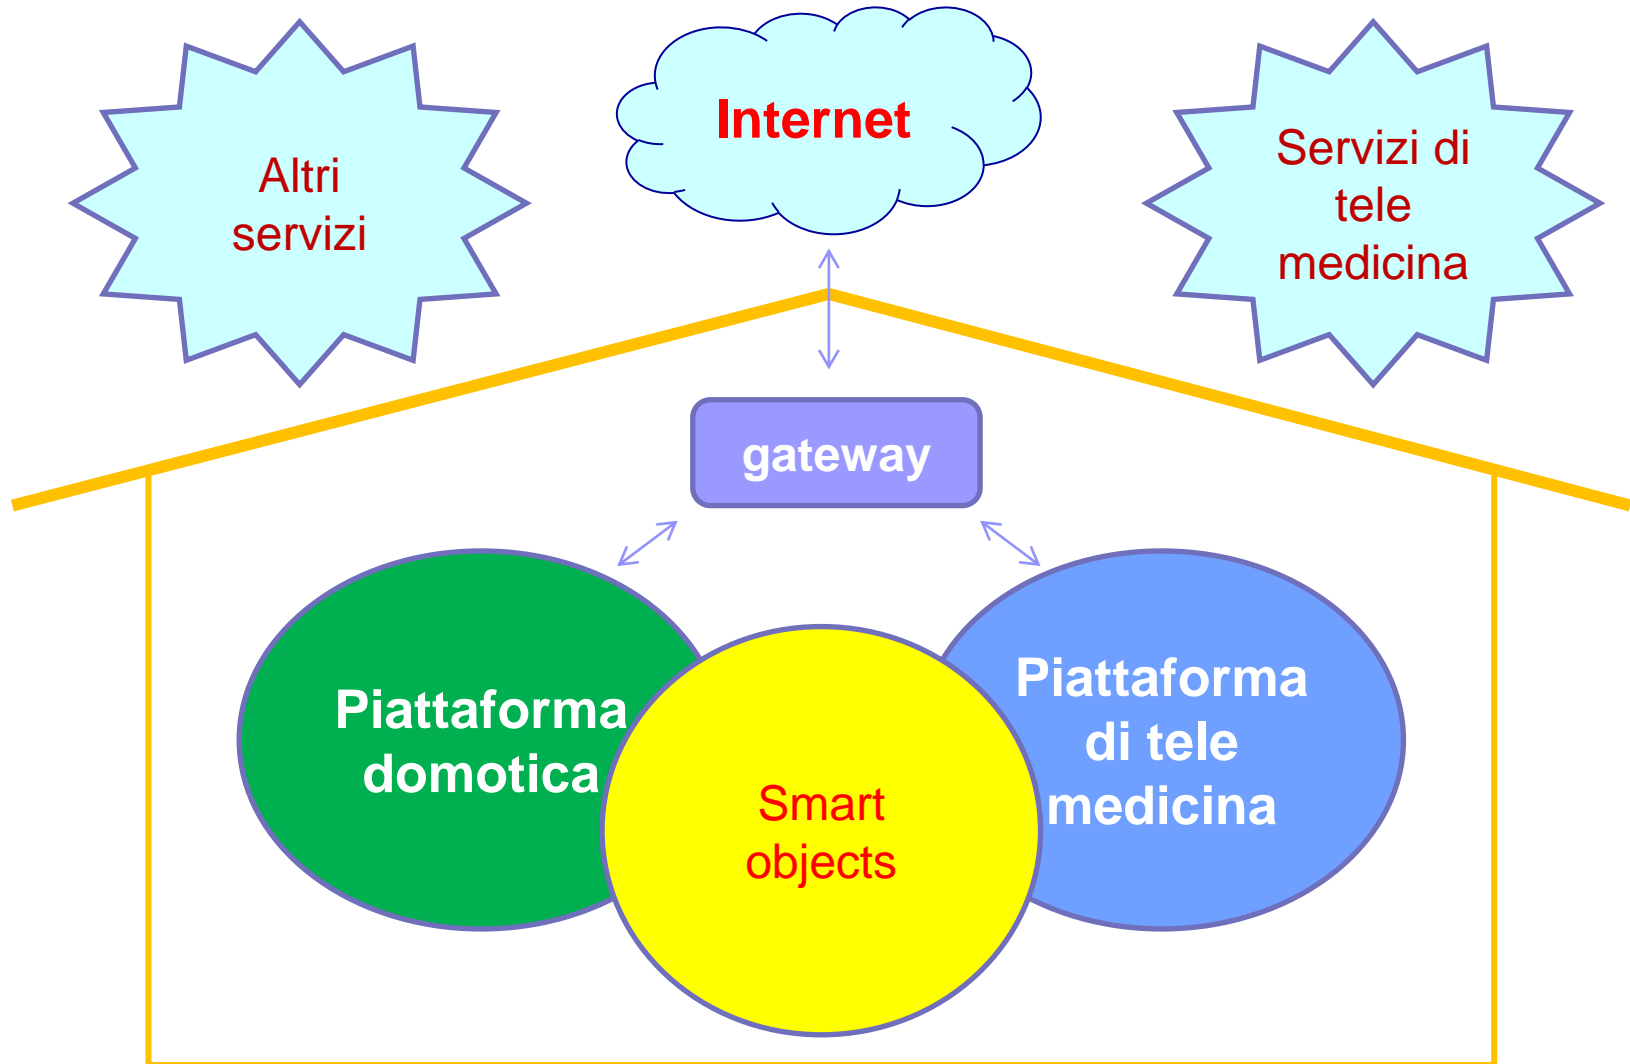 Internet
Altri
servizi
Servizi di
tele
medicina
gateway
Piattaforma
domotica
Piattaforma
di tele
medicina
Smart
objects